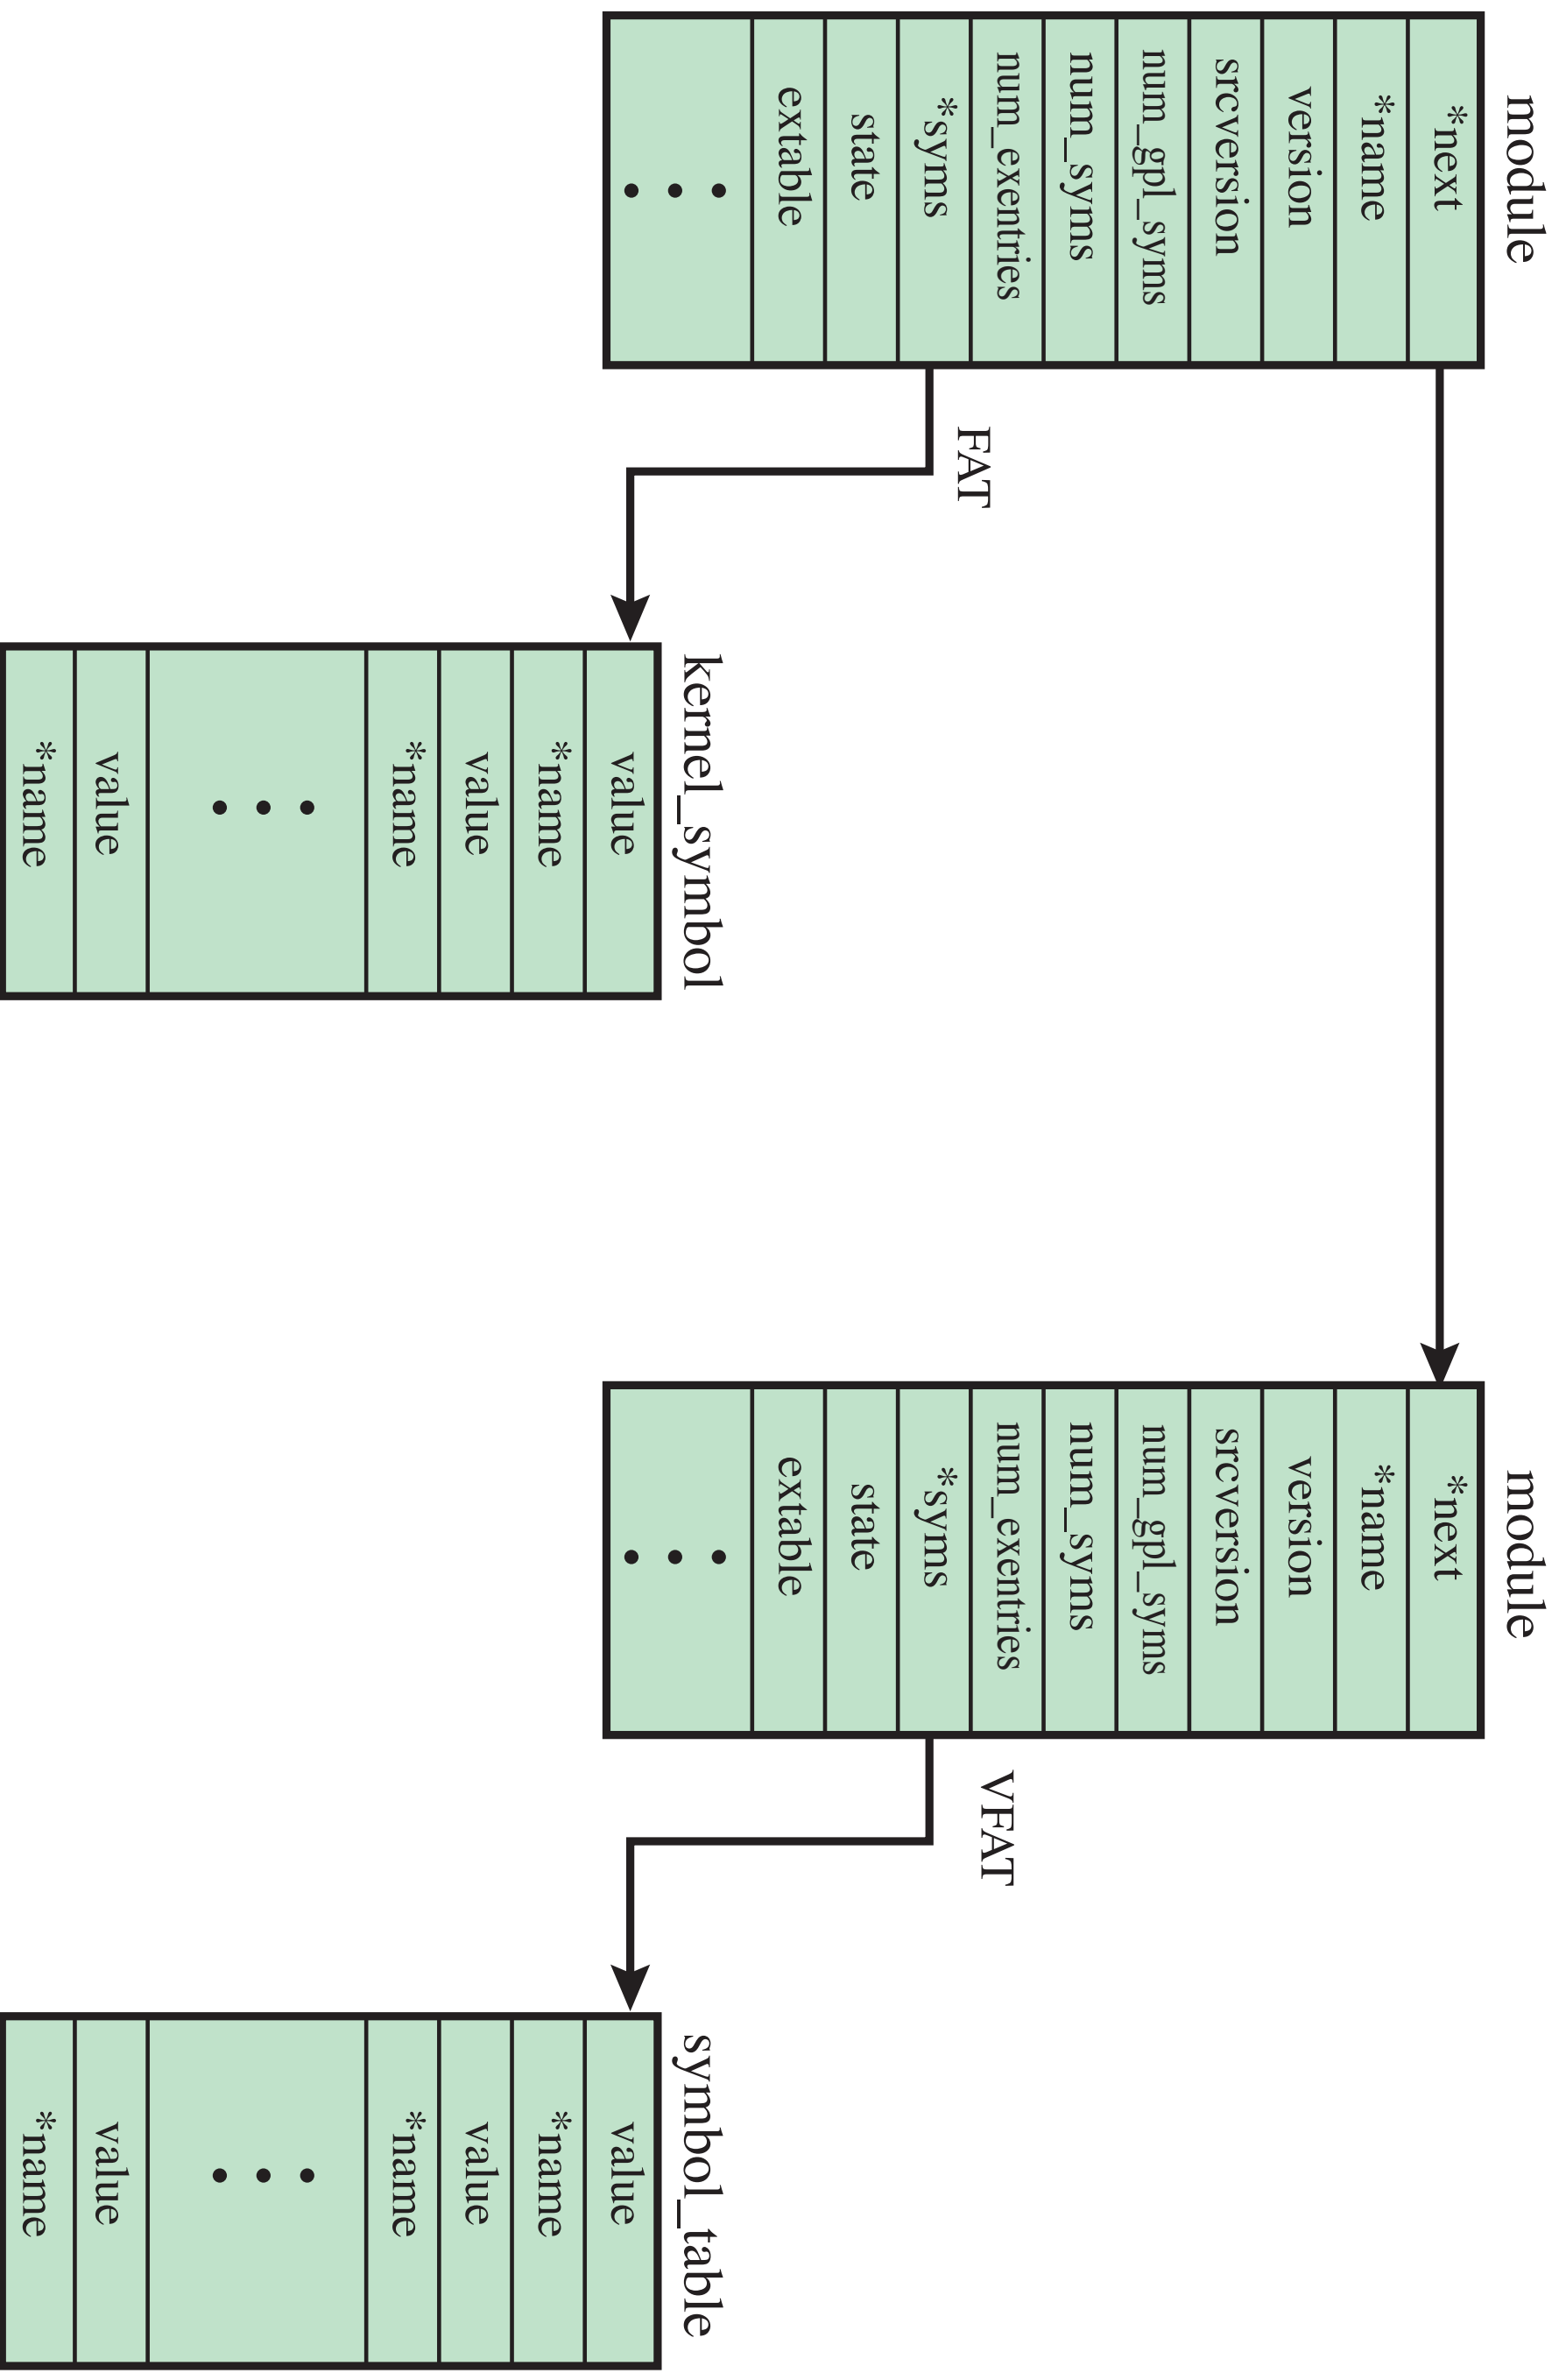 module
*next
*name
version
srcversion
num_gpl_syms
num_syms
num_exentries
*syms
state
extable
FAT
kernel_symbol
value
*name
value
*name
value
*name
module
*next
*name
version
srcversion
num_gpl_syms
num_syms
num_exentries
*syms
state
extable
VFAT
symbol_table
value
*name
value
*name
value
*name